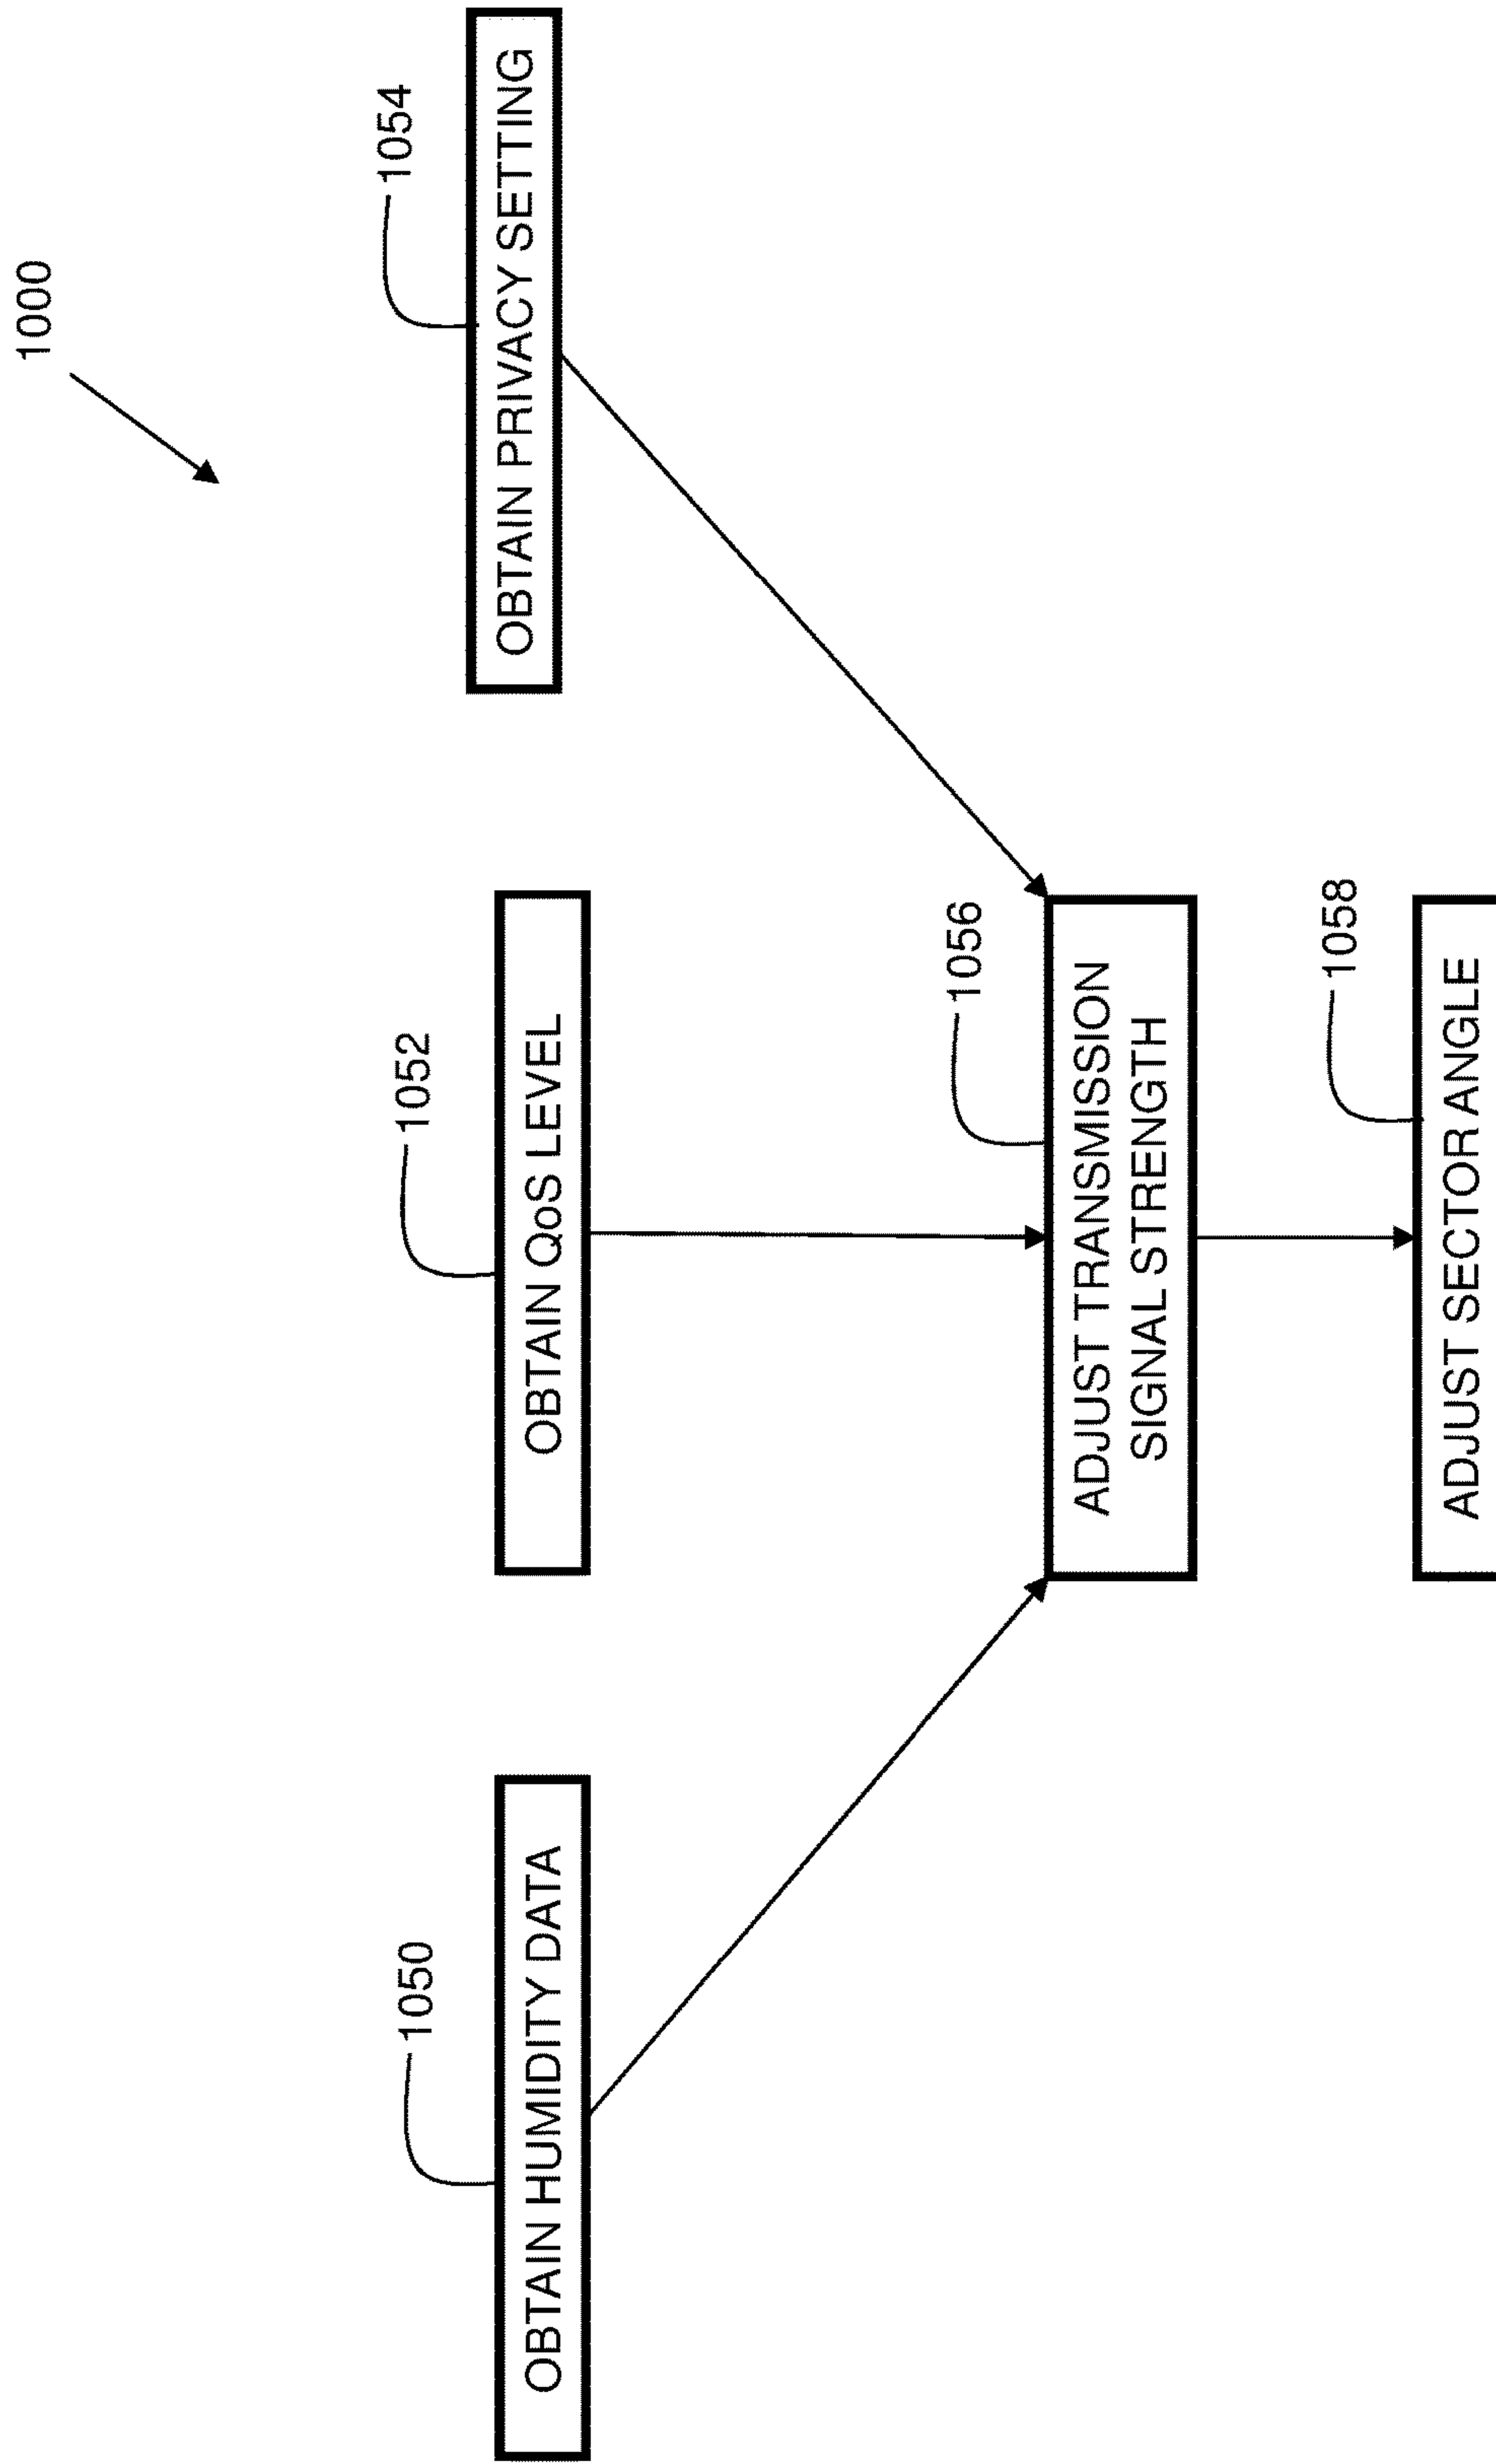 1000
1050
1052
1054
OBTAIN HUMIDITY DATA
OBTAIN QoS LEVEL
OBTAIN PRIVACY SETTING
1056
ADJUST TRANSMISSION
SIGNAL STRENGTH
1058
ADJUST SECTOR ANGLE